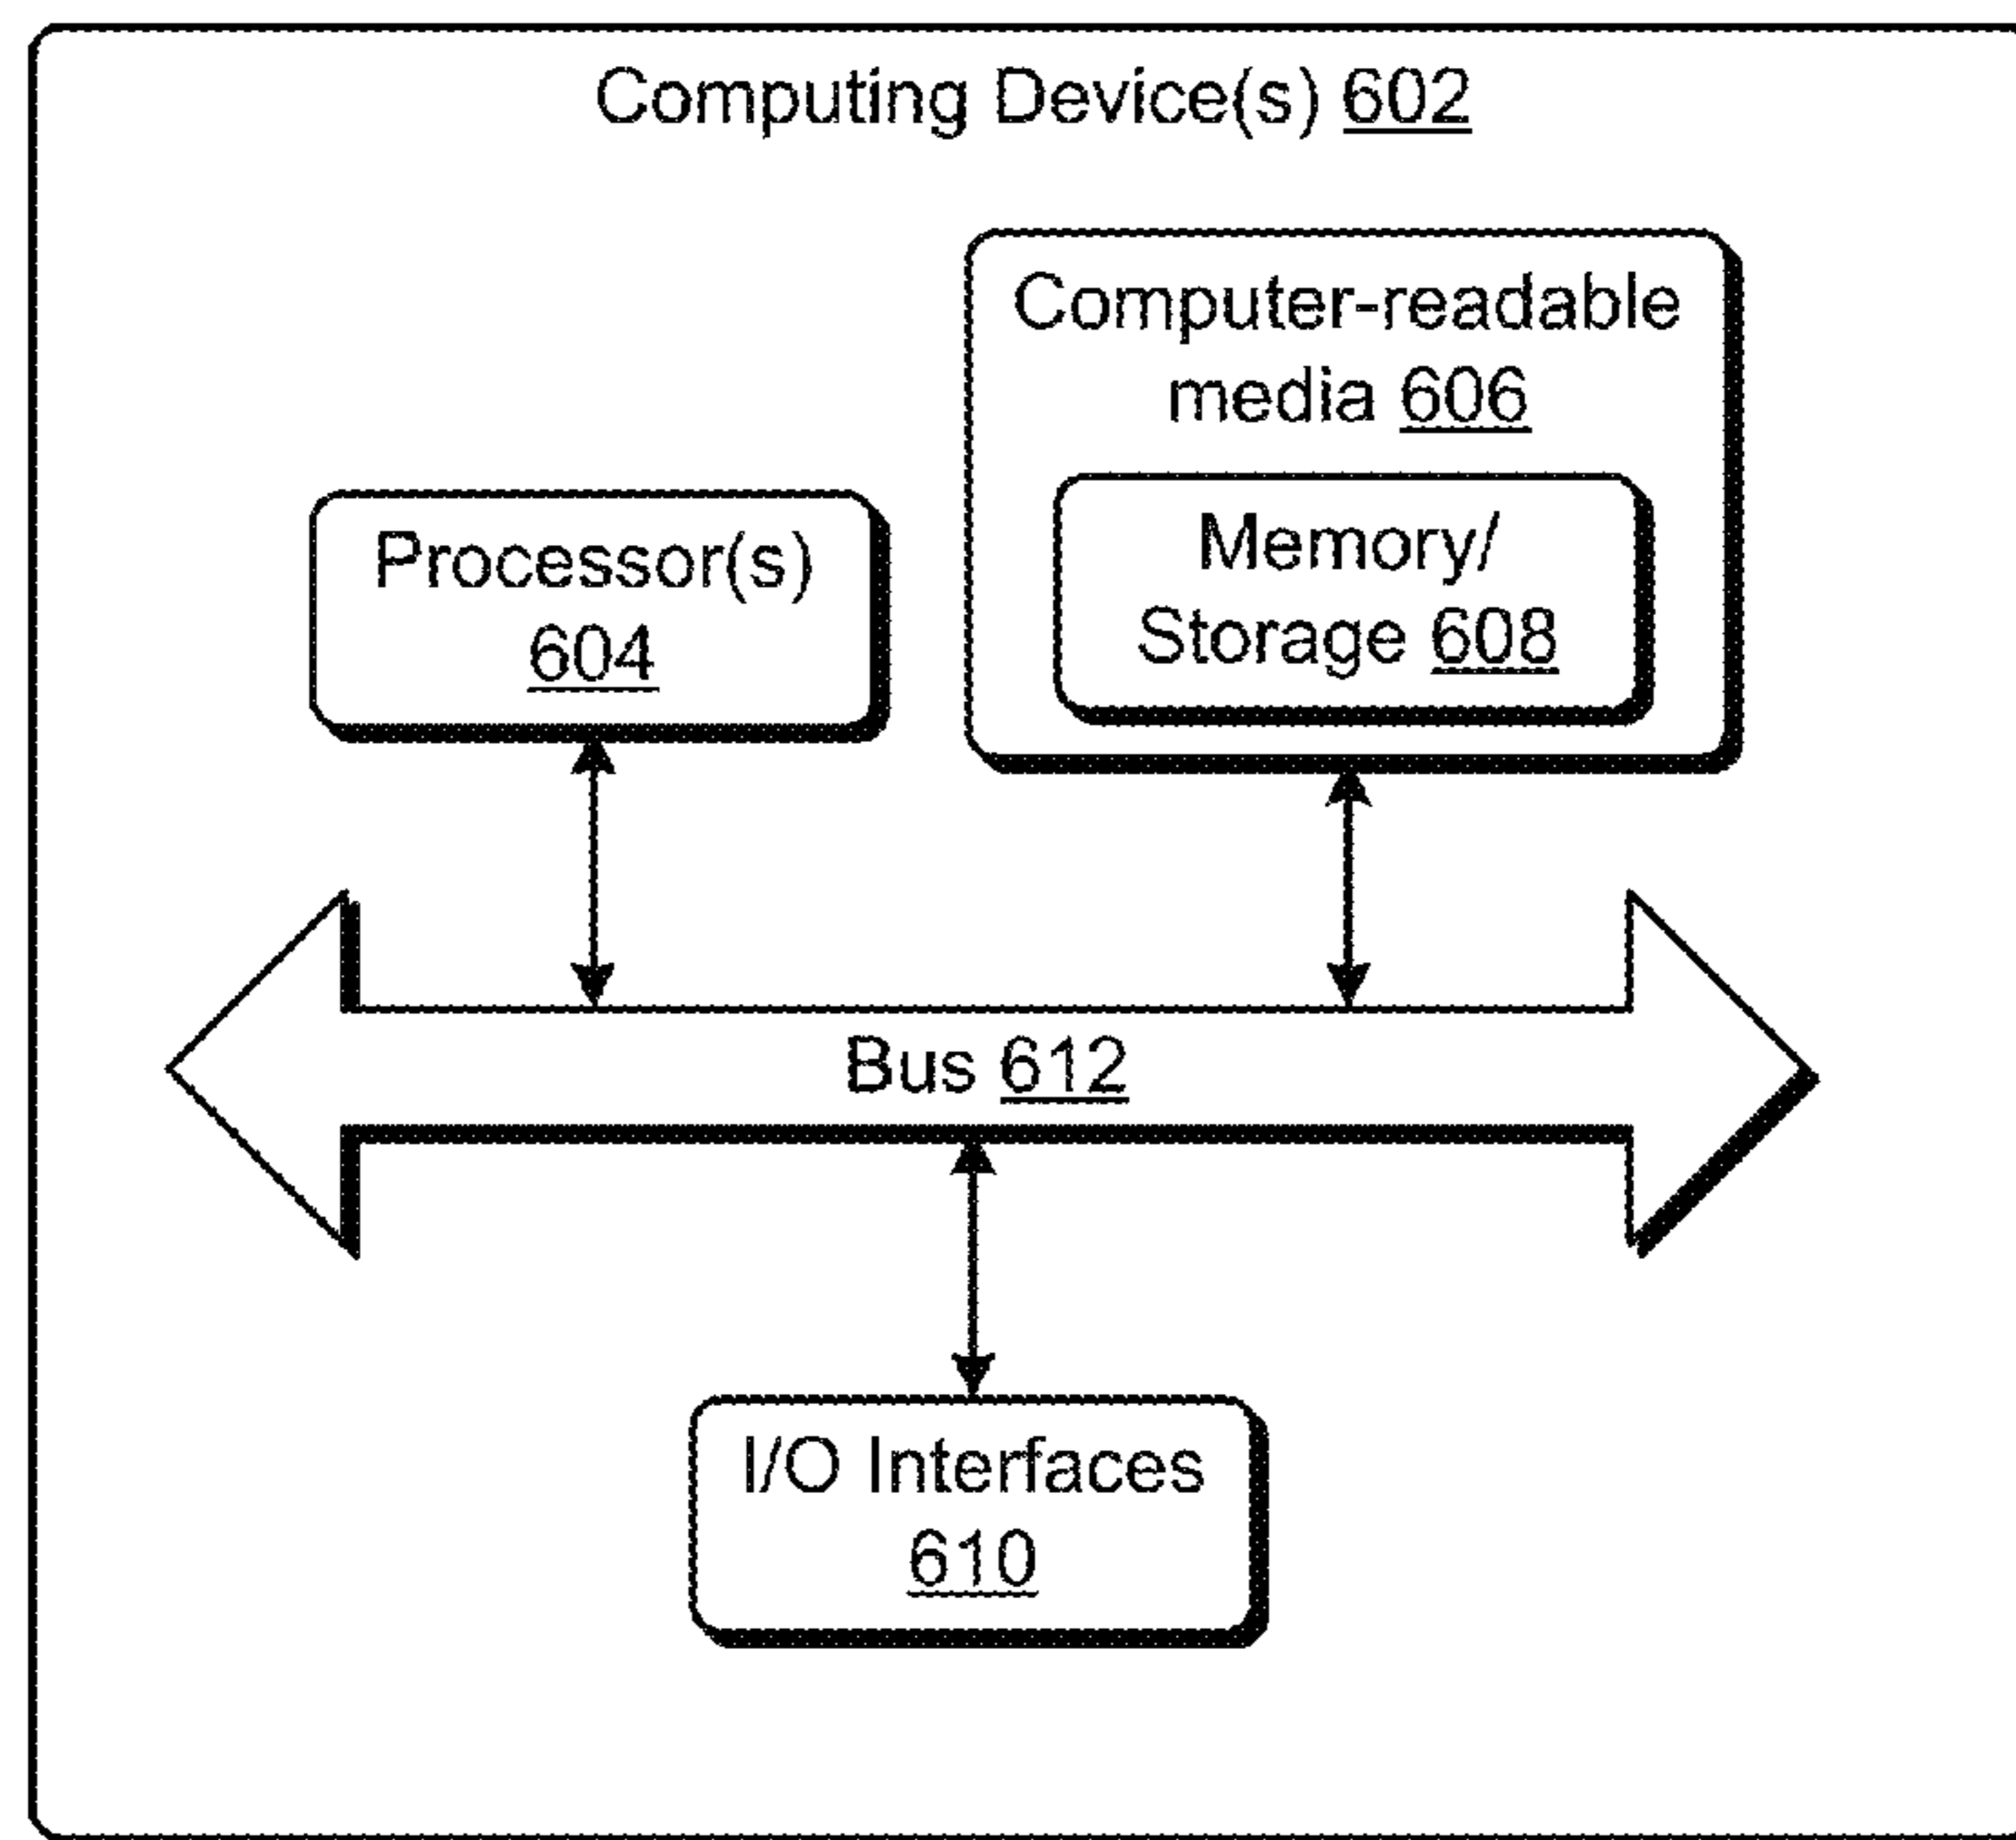 Computing Device(s) 602
Computer-readable
media 606
Memory/
Storage 608
Processor(s)
604
Bus 612
I/O Interfaces
610